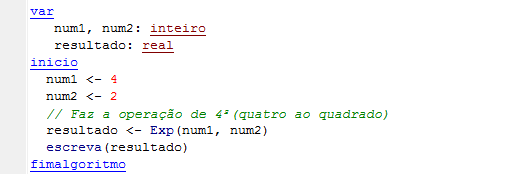 var
num1, num2: inteiro
resultado: real
inicio
num1 <- 4
num2 <- 2
// Faz a operação de 4² (quatro ao quadrado)
resultado <- Exp(num1, num2)
escreva(resultado)
fimalgoritmo